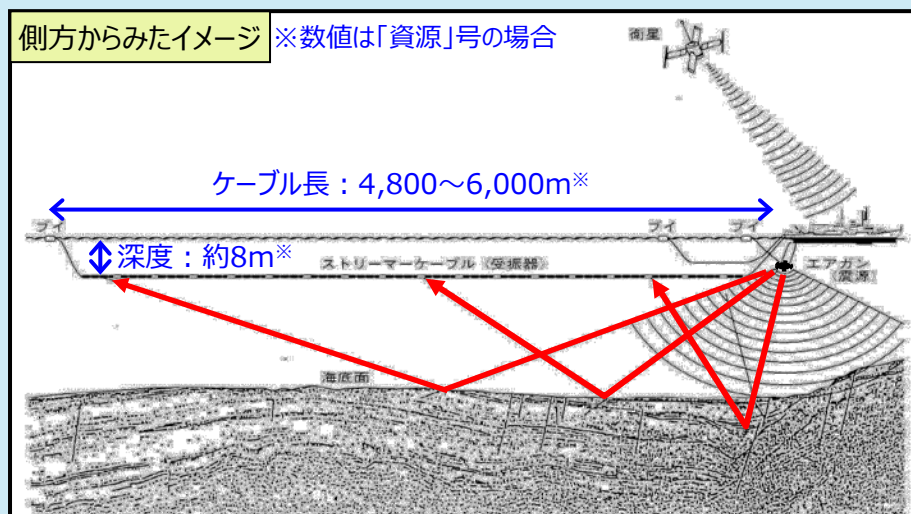 側方からみたイメージ ※数値は「資源」号の場合
衛星
ケーブル長：4,800～6,000m※
ブイ ブイ ブイ
深度：約8m※
ストリーマーケーブル（受振器）
エアガン
（震源）
海底面